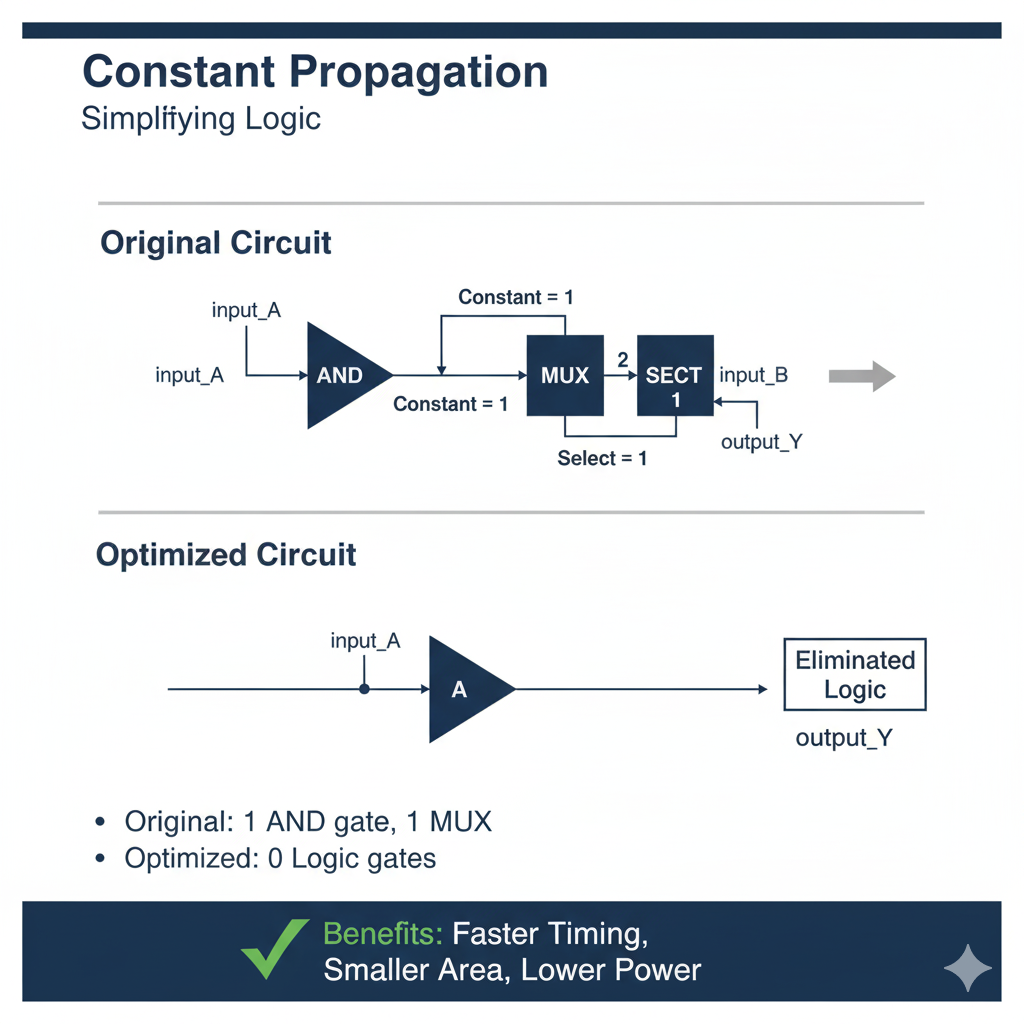 Constant Propagation
Simplifying Logic
Original Circuit
input_A
Constant = 1
input_A
AND
MUX
2
SECT
1
input_B
Constant = 1
output_Y
Select = 1
Optimized Circuit
input_A
A
Eliminated
Logic
output_Y
• Original: 1 AND gate, 1 MUX
• Optimized: 0 Logic gates
Benefits: Faster Timing,
Smaller Area, Lower Power